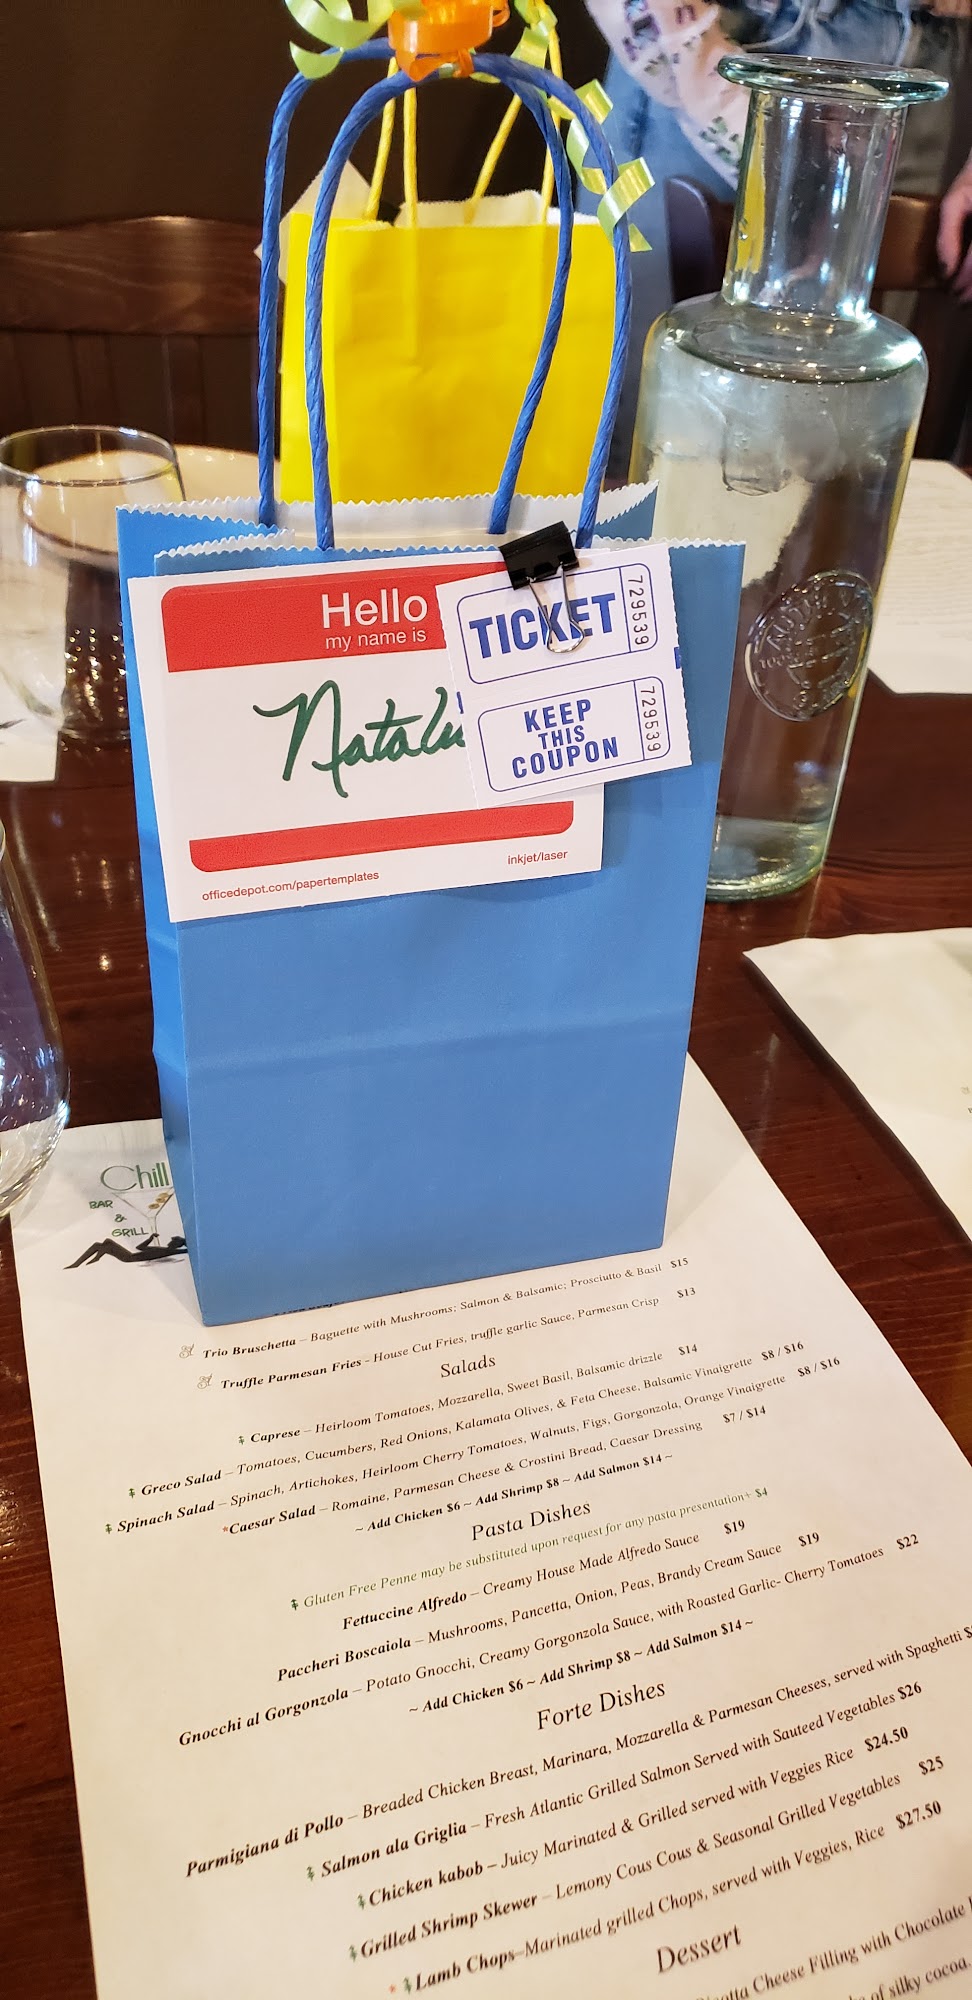 Hello
my name is
TICKET
729539
KEEP
THIS
COUPON
729539
officedepot.com/papertemplates
inkjet/laser
Chill
BAR
&
GRILL
Trio Bruschetta – Baguette with Mushrooms; Salmon & Balsamic; Prosciutto & Basil $15
Truffle Parmesan Fries - House Cut Fries, truffle garlic Sauce, Parmesan Crisp $13
Salads
Caprese – Heirloom Tomatoes, Mozzarella, Sweet Basil, Balsamic drizzle $14
Greco Salad – Tomatoes, Cucumbers, Red Onions, Kalamata Olives, & Feta Cheese, Balsamic Vinaigrette $8 / $16
Spinach Salad – Spinach, Artichokes, Heirloom Cherry Tomatoes, Walnuts, Figs, Gorgonzola, Orange Vinaigrette $8 / $16
*Caesar Salad – Romaine, Parmesan Cheese & Crostini Bread, Caesar Dressing $7 / $14
~ Add Chicken $6 ~ Add Shrimp $8 ~ Add Salmon $14 ~
Pasta Dishes
Gluten Free Penne may be substituted upon request for any pasta presentation+ $4
Fettuccine Alfredo – Creamy House Made Alfredo Sauce $19
Paccheri Boscaiola – Mushrooms, Pancetta, Onion, Peas, Brandy Cream Sauce $19
Gnocchi al Gorgonzola – Potato Gnocchi, Creamy Gorgonzola Sauce, with Roasted Garlic- Cherry Tomatoes $22
~ Add Chicken $6 ~ Add Shrimp $8 ~ Add Salmon $14 ~
Forte Dishes
Parmigiana di Pollo – Breaded Chicken Breast, Marinara, Mozzarella & Parmesan Cheeses, served with Spaghetti
Salmon ala Griglia – Fresh Atlantic Grilled Salmon Served with Sauteed Vegetables $26
Chicken kabob – Juicy Marinated & Grilled served with Veggies Rice $24.50
Grilled Shrimp Skewer – Lemony Cous Cous & Seasonal Grilled Vegetables $25
* Lamb Chops–Marinated grilled Chops, served with Veggies, Rice $27.50
Dessert
Cheese Filling with Chocolate
of silky cocoa.